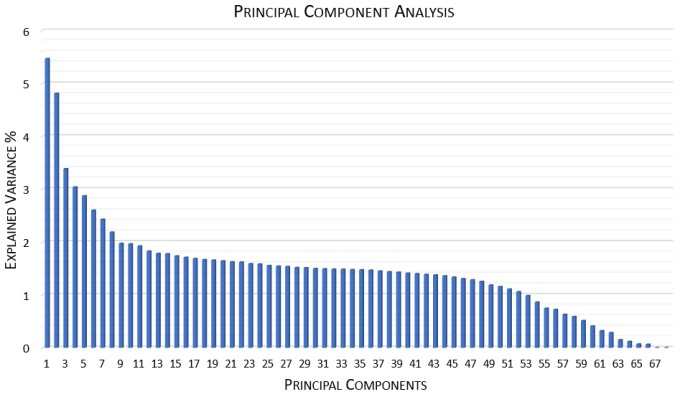 PRINCIPAL COMPONENT ANALYSIS
EXPLAINED VARIANCE %
6
5
4
3
2
1
0
1 3 5 7 9 11 13 15 17 19 21 23 25 27 29 31 33 35 37 39 41 43 45 47 49 51 53 55 57 59 61 63 65 67
PRINCIPAL COMPONENTS